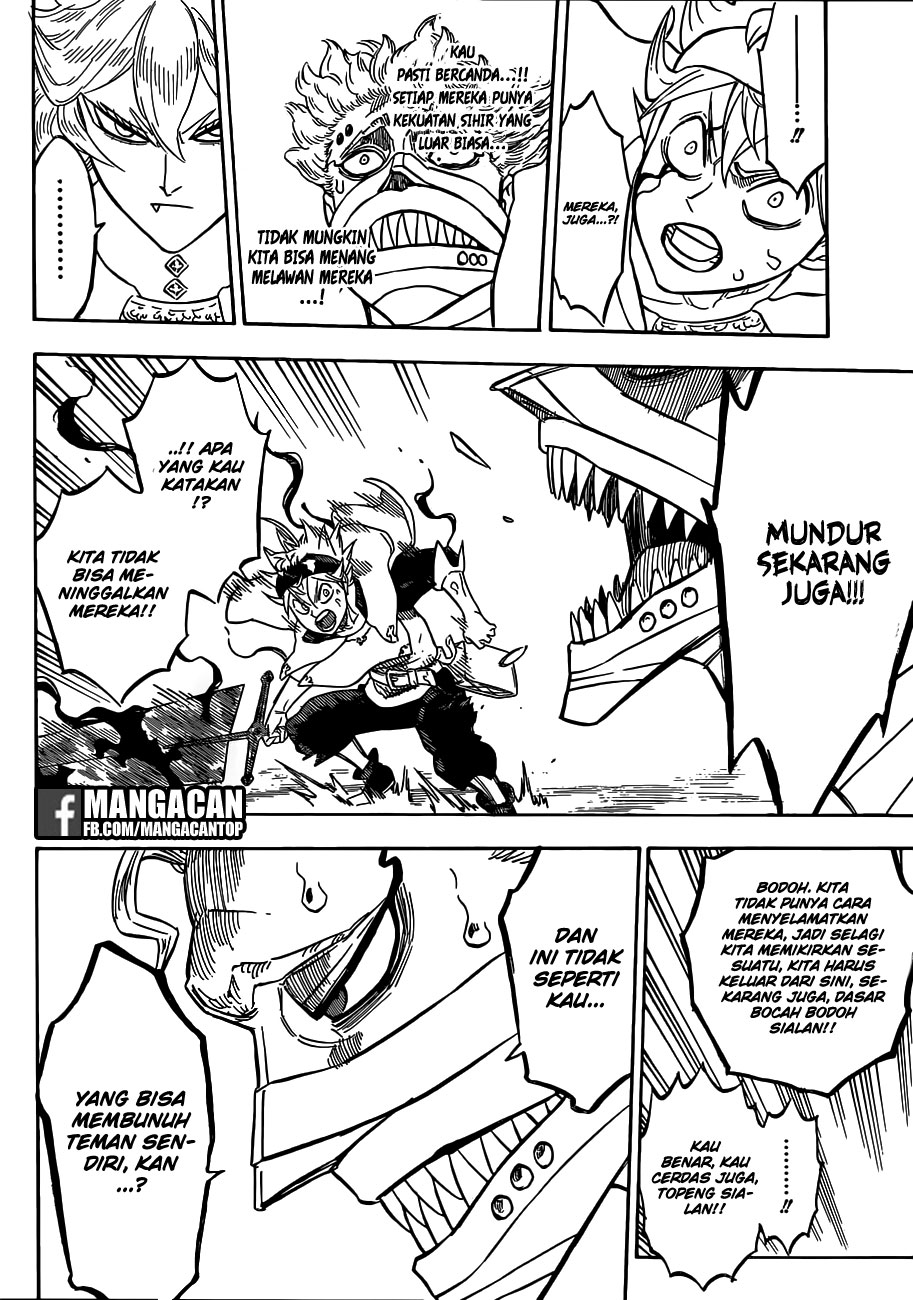 .........!!
MEREKA,
JUGA...?!
KAU
PASTI BERCANDA...!!
SETIAP MEREKA PUNYA
KEKUATAN SIHIR YANG
LUAR BIASA...
TIDAK MUNGKIN
KITA BISA MENANG
MELAWAN MEREKA
...!
.........
MUNDUR
SEKARANG
JUGA!!!
..!! APA
YANG KAU
KATAKAN
!?
KITA TIDAK
BISA ME-
NINGGALKAN
MEREKA!!
MANGACAN
FB.COM/MANGACANTOP
BODOH. KITA
TIDAK PUNYA CARA
MENYELAMATKAN
MEREKA, JADI SELAGI
KITA MEMIKIRKAN SE-
SUATU, KITA HARUS
KELUAR DARI SINI, SE-
KARANG JUGA, DASAR
BOCAH BODOH
SIALAN!!
.......!!
KAU
BENAR, KAU
CERDAS JUGA,
TOPENG SIA-
LAN!!
DAN
INI TIDAK
SEPERTI
KAU...
YANG BISA
MEMBUNUH
TEMAN SEN-
DIRI, KAN
...?